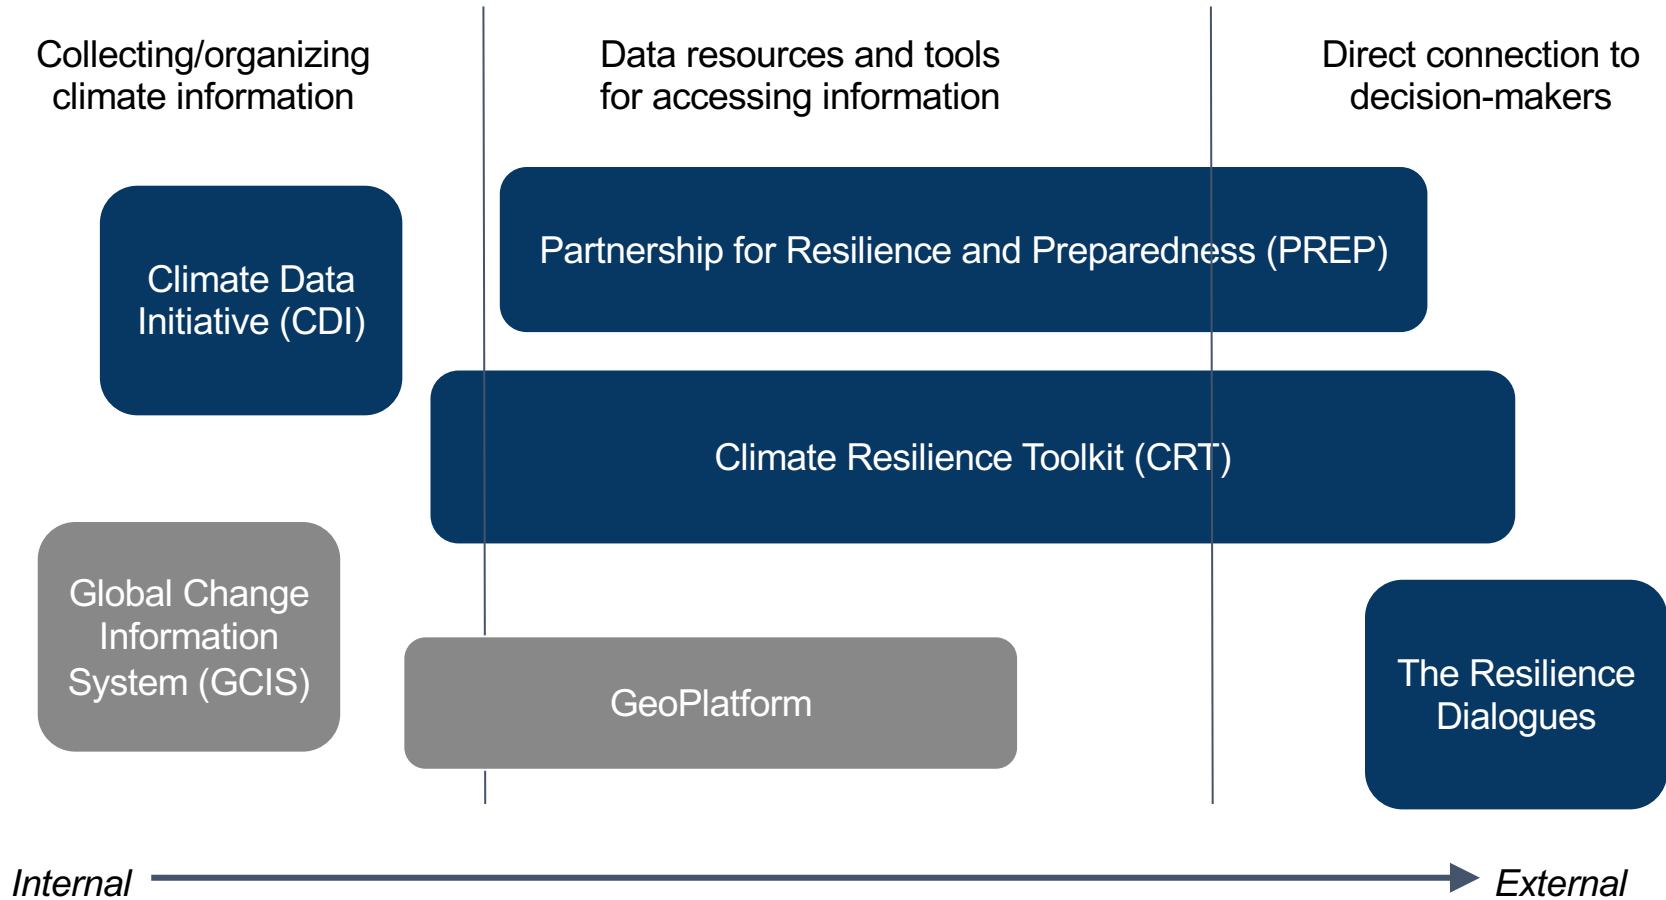 Collecting/organizing
climate information
Data resources and tools
for accessing information
Direct connection to
decision-makers
Partnership for Resilience and Preparedness (PREP)
Climate Data
Initiative (CDI)
Climate Resilience Toolkit (CRT)
Global Change
Information
System (GCIS)
GeoPlatform
The Resilience
Dialogues
Internal
External